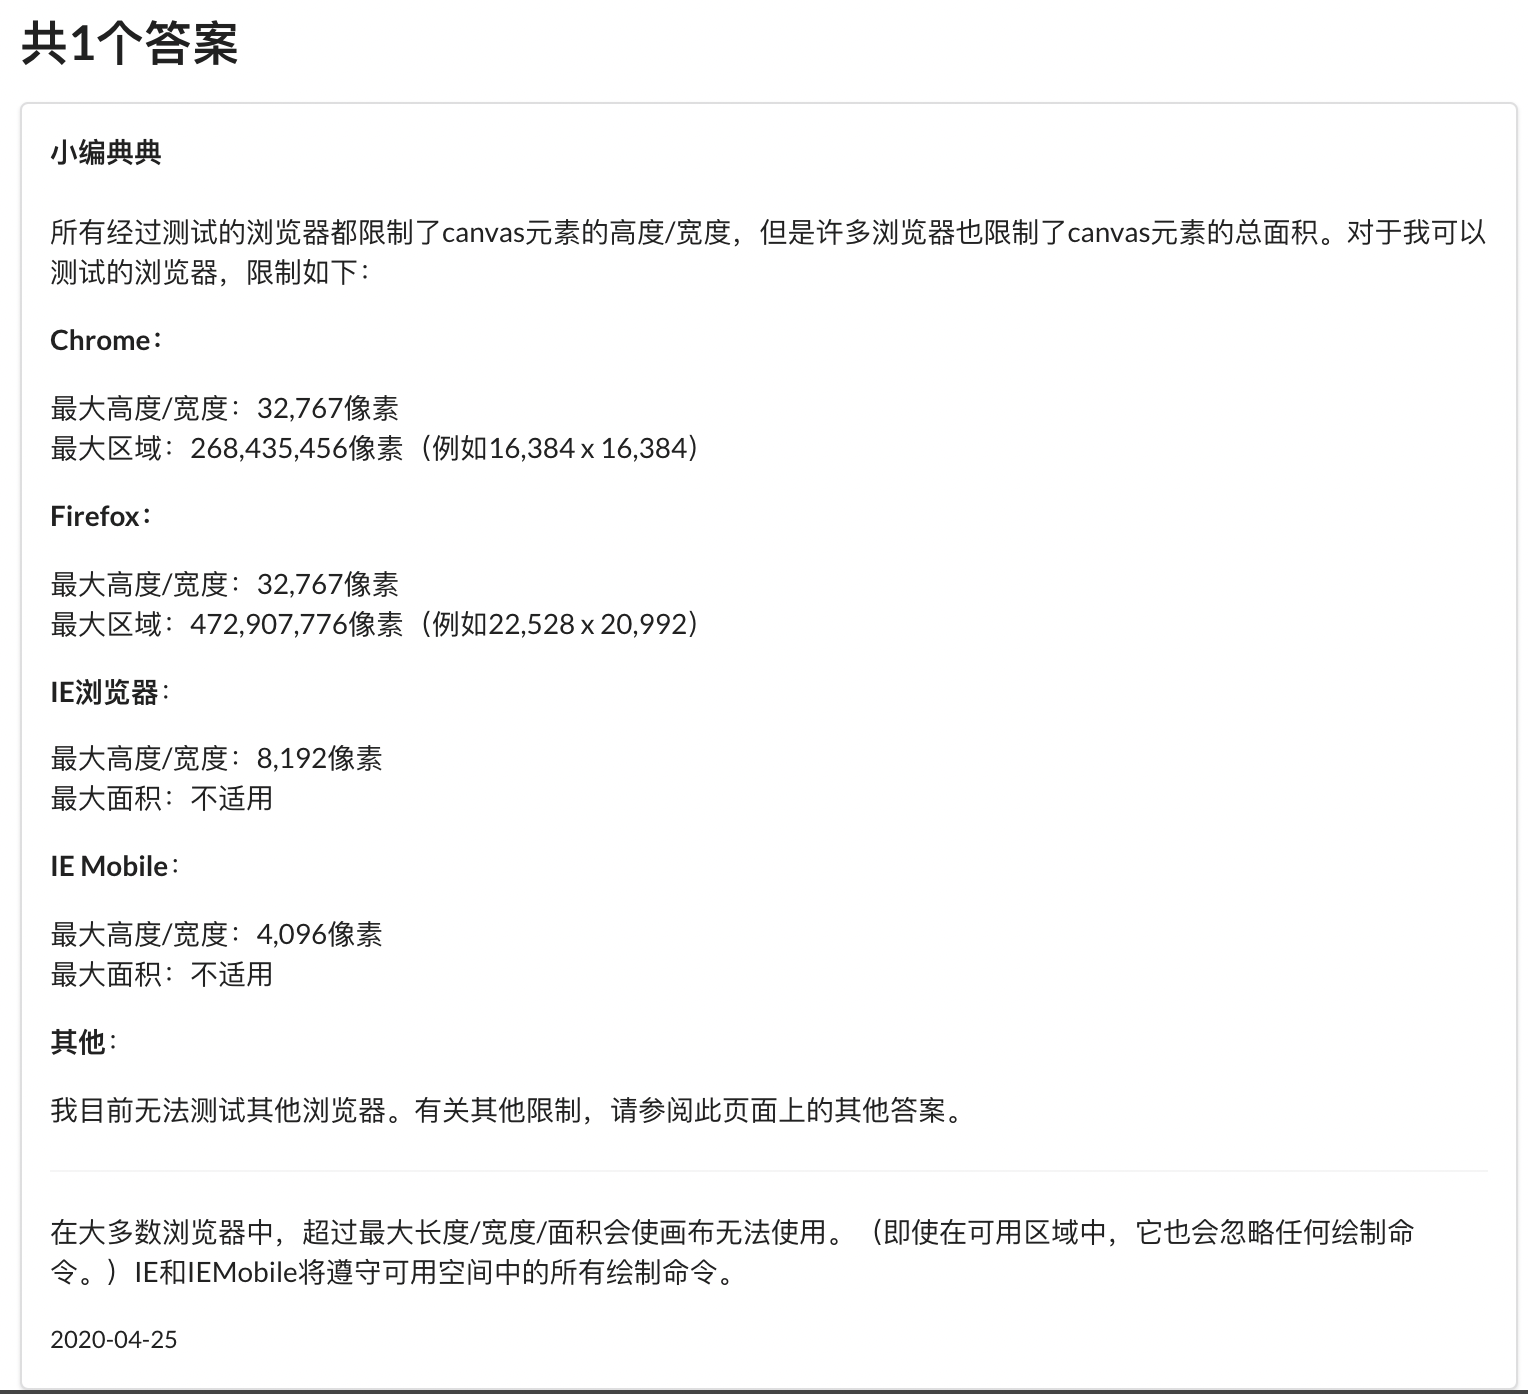 共1个答案
小编典典
所有经过测试的浏览器都限制了canvas元素的高度/宽度，但是许多浏览器也限制了canvas元素的总面积。对于我可以
测试的浏览器，限制如下：
Chrome：
最大高度/宽度：32,767像素
最大区域：268,435,456像素（例如16,384 x 16,384）
Firefox：
最大高度/宽度：32,767像素
最大区域：472,907,776像素（例如22,528 x 20,992）
IE浏览器：
最大高度/宽度：8,192像素
最大面积：不适用
IE Mobile：
最大高度/宽度：4,096像素
最大面积：不适用
其他：
我目前无法测试其他浏览器。有关其他限制，请参阅此页面上的其他答案。
在大多数浏览器中，超过最大长度/宽度/面积会使画布无法使用。（即使在可用区域中，它也会忽略任何绘制命
令。）IE和IEMobile将遵守可用空间中的所有绘制命令。
2020-04-25